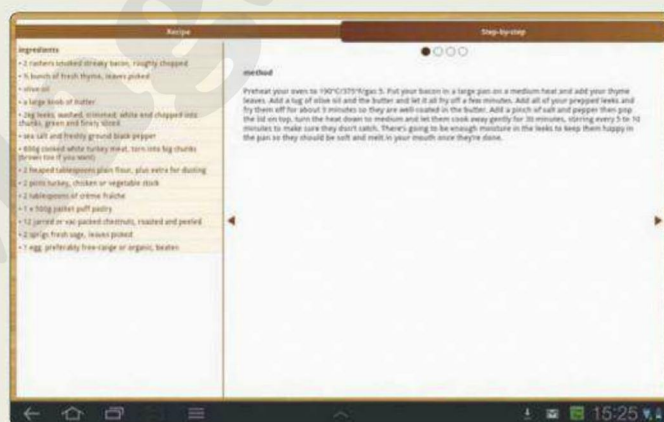 Recipe
Step-by-step
ingredients
• 2 rashers smoked streaky bacon, roughly chopped
• ½ bunch of fresh thyme, leaves picked
• olive oil
• a large knob of butter
• 2kg leeks, washed, trimmed; white end chopped into
chunks, green end finely sliced
• sea salt and freshly ground black pepper
• 800g cooked white turkey meat, torn into big chunks
(brown too if you want)
• 2 heaped tablespoons plain flour, plus extra for dusting
• 2 pints turkey, chicken or vegetable stock
• 2 tablespoons of crème fraîche
• 1 x 500g packet puff pastry
• 12 jarred or vac-packed chestnuts, roasted and peeled
• 2 sprigs fresh sage, leaves picked
• 1 egg, preferably free-range or organic, beaten
method
Preheat your oven to 190°C/375°F/gas 5. Put your bacon in a large pan on a medium heat and add your thyme
leaves. Add a lug of olive oil and the butter and let it all fry off a few minutes. Add all of your prepped leeks and
fry them off for about 3 minutes so they are well-coated in the butter. Add a pinch of salt and pepper then pop
the lid on top, turn the heat down to medium and let them cook away gently for 30 minutes, stirring every 5 to 10
minutes to make sure they don't catch. There's going to be enough moisture in the leeks to keep them happy in
the pan so they should be soft and melt in your mouth once they're done.
15:25